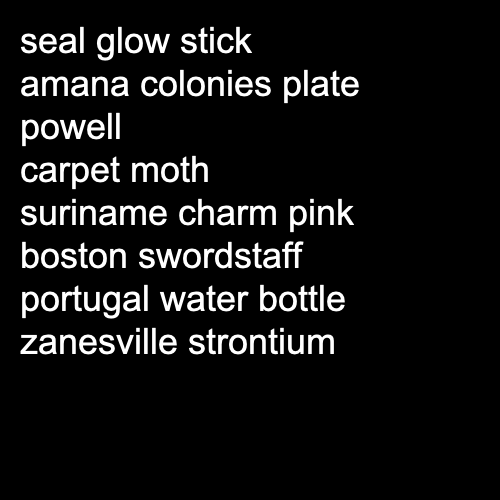 seal glow stick
amana colonies plate
powell
carpet moth
suriname charm pink
boston swordstaff
portugal water bottle
zanesville strontium